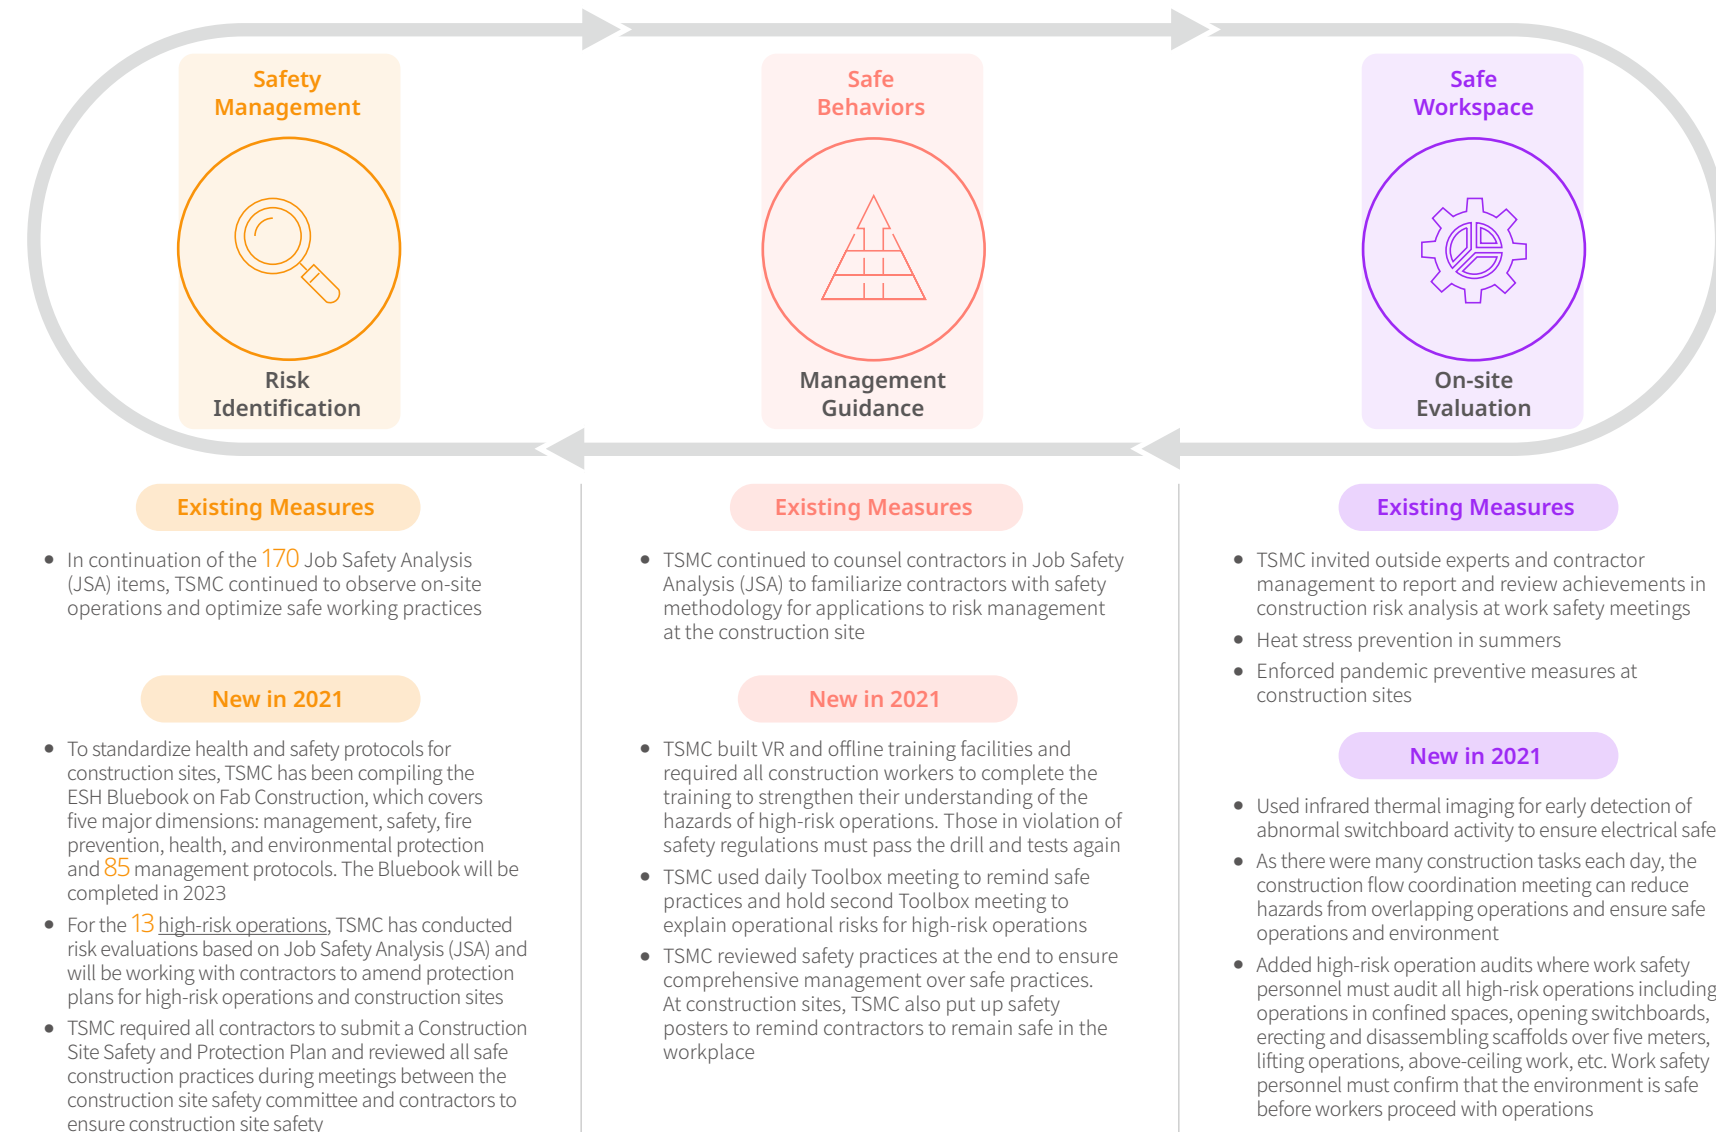 Safety
Management
Risk
Identification
Safe
Behaviors
Management
Guidance
Safe
Workspace
On-site
Evaluation
Existing Measures
• In continuation of the 170 Job Safety Analysis
(JSA) items, TSMC continued to observe on-site
operations and optimize safe working practices
New in 2021
• To standardize health and safety protocols for
construction sites, TSMC has been compiling the
ESH Bluebook on Fab Construction, which covers
five major dimensions: management, safety, fire
prevention, health, and environmental protection
and 85 management protocols. The Bluebook will be
completed in 2023
• For the 13 high-risk operations, TSMC has conducted
risk evaluations based on Job Safety Analysis (JSA) and
will be working with contractors to amend protection
plans for high-risk operations and construction sites
• TSMC required all contractors to submit a Construction
Site Safety and Protection Plan and reviewed all safe
construction practices during meetings between the
construction site safety committee and contractors to
ensure construction site safety
Existing Measures
• TSMC continued to counsel contractors in Job Safety
Analysis (JSA) to familiarize contractors with safety
methodology for applications to risk management
at the construction site
New in 2021
• TSMC built VR and offline training facilities and
required all construction workers to complete the
training to strengthen their understanding of the
hazards of high-risk operations. Those in violation of
safety regulations must pass the drill and tests again
• TSMC used daily Toolbox meeting to remind safe
practices and hold second Toolbox meeting to
explain operational risks for high-risk operations
• TSMC reviewed safety practices at the end to ensure
comprehensive management over safe practices.
At construction sites, TSMC also put up safety
posters to remind contractors to remain safe in the
workplace
Existing Measures
• TSMC invited outside experts and contractor
management to report and review achievements in
construction risk analysis at work safety meetings
• Heat stress prevention in summers
• Enforced pandemic preventive measures at
construction sites
New in 2021
• Used infrared thermal imaging for early detection of
abnormal switchboard activity to ensure electrical safe
• As there were many construction tasks each day, the
construction flow coordination meeting can reduce
hazards from overlapping operations and ensure safe
operations and environment
• Added high-risk operation audits where work safety
personnel must audit all high-risk operations including
operations in confined spaces, opening switchboards,
erecting and disassembling scaffolds over five meters,
lifting operations, above-ceiling work, etc. Work safety
personnel must confirm that the environment is safe
before workers proceed with operations